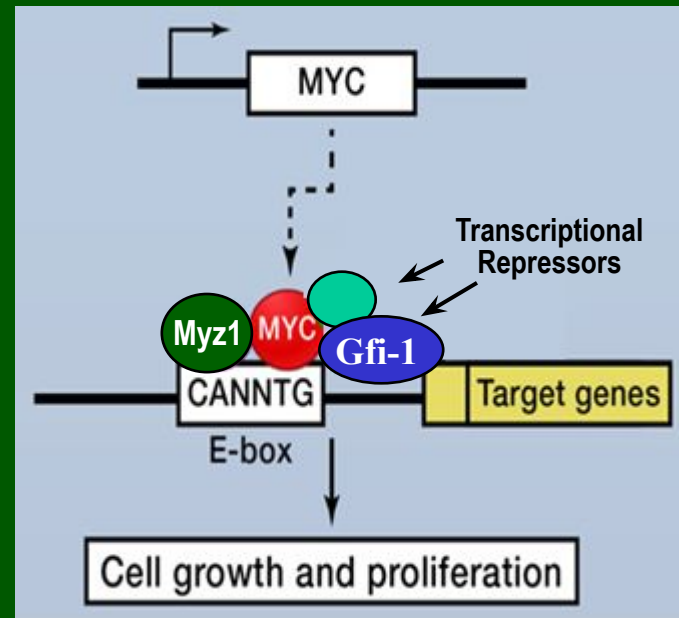 MYC
Transcriptional
Repressors
Myz1
MYC
Gfi-1
CANNTG
Target genes
E-box
Cell growth and proliferation